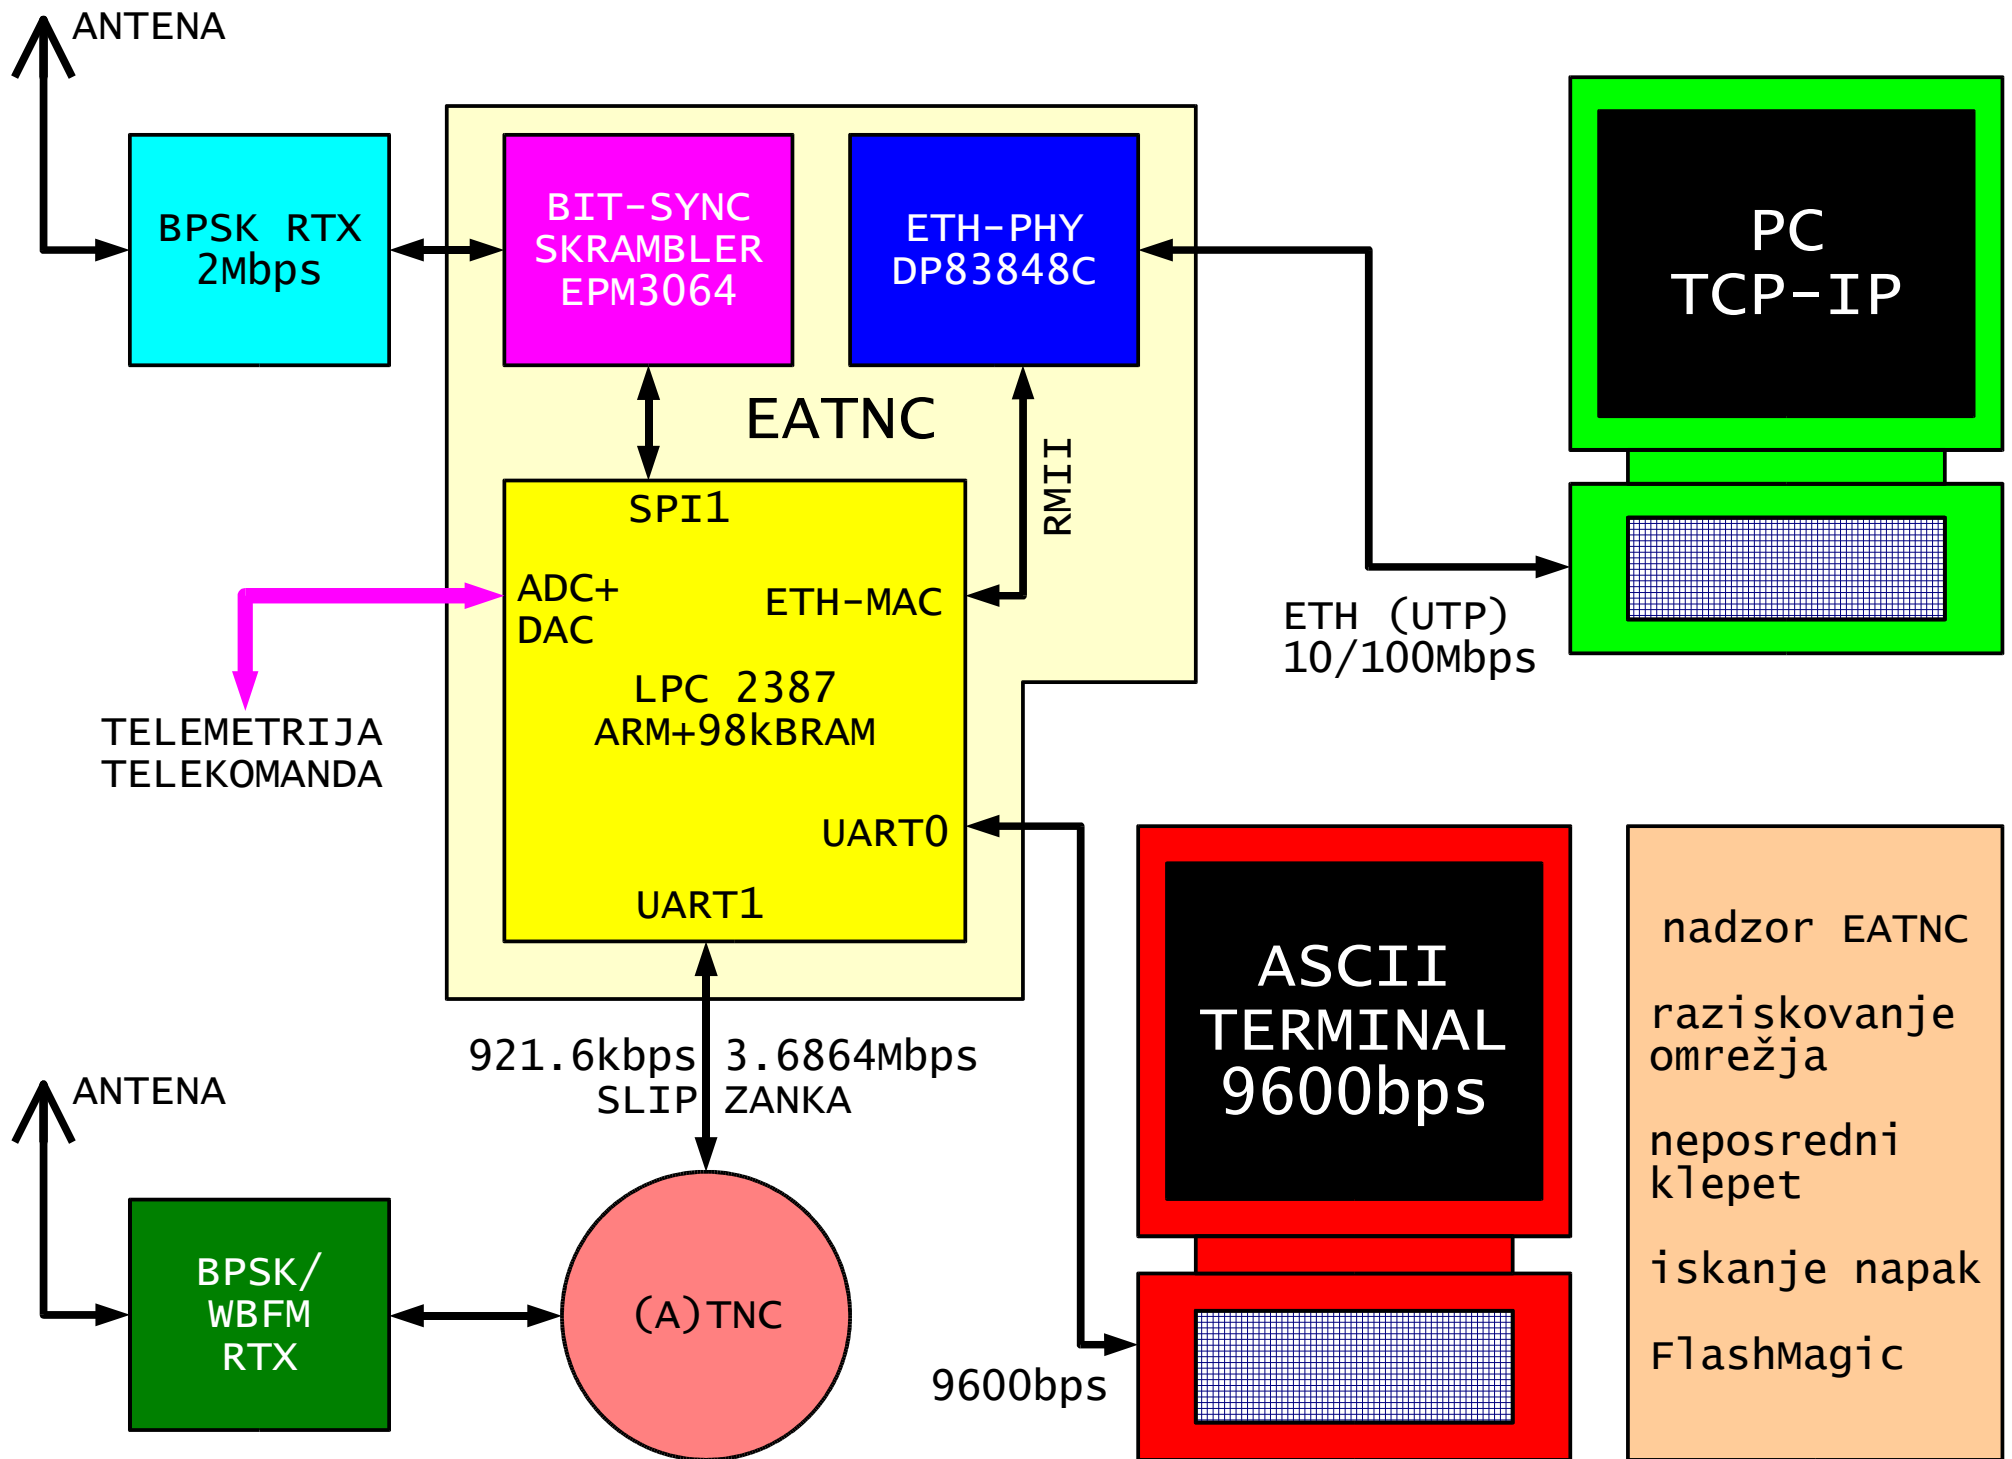 ANTENA
BPSK RTX
2Mbps
BIT-SYNC
SKRAMBLER
EPM3064
ETH-PHY
DP83848C
PC
TCP-IP
EATNC
RMII
SPI1
ADC+
DAC
ETH-MAC
LPC 2387
ARM+98kBRAM
UART0
UART1
TELEMETRIJA
TELEKOMANDA
ETH (UTP)
10/100Mbps
921.6kbps 3.6864Mbps
SLIP ZANKA
ANTENA
BPSK/
WBFM
RTX
(A)TNC
9600bps
ASCII
TERMINAL
9600bps
nadzor EATNC
raziskovanje
omrežja
neposredni
klepet
iskanje napak
FlashMagic